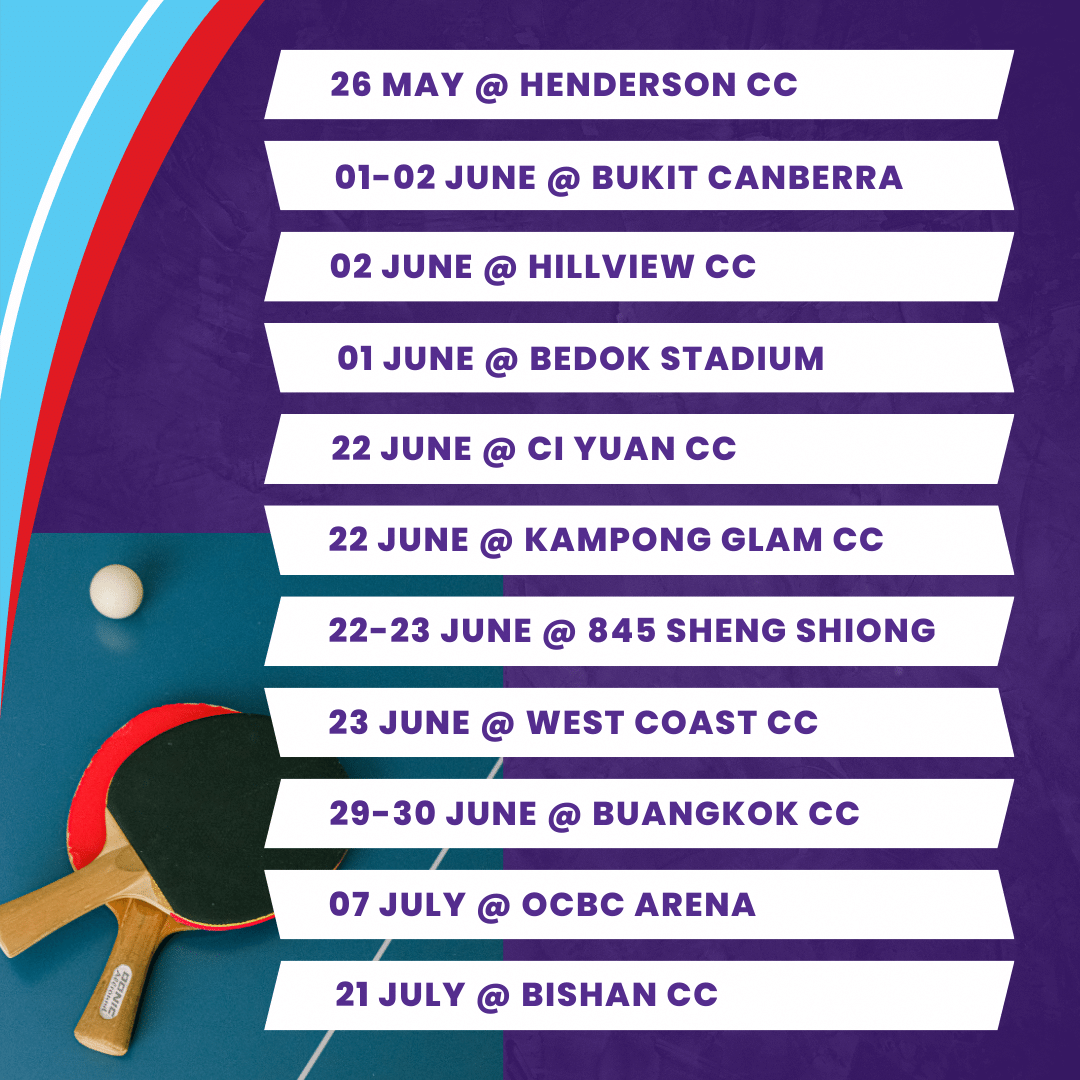 26 MAY @ HENDERSON CC
01-02 JUNE @ BUKIT CANBERRA
02 JUNE @ HILLVIEW CC
01 JUNE @ BEDOK STADIUM
22 JUNE @ CI YUAN CC
22 JUNE @ KAMPONG GLAM CC
22-23 JUNE @ 845 SHENG SHIONG
23 JUNE @ WEST COAST CC
29-30 JUNE @ BUANGKOK CC
07 JULY @ OCBC ARENA
21 JULY @ BISHAN CC
DONIC